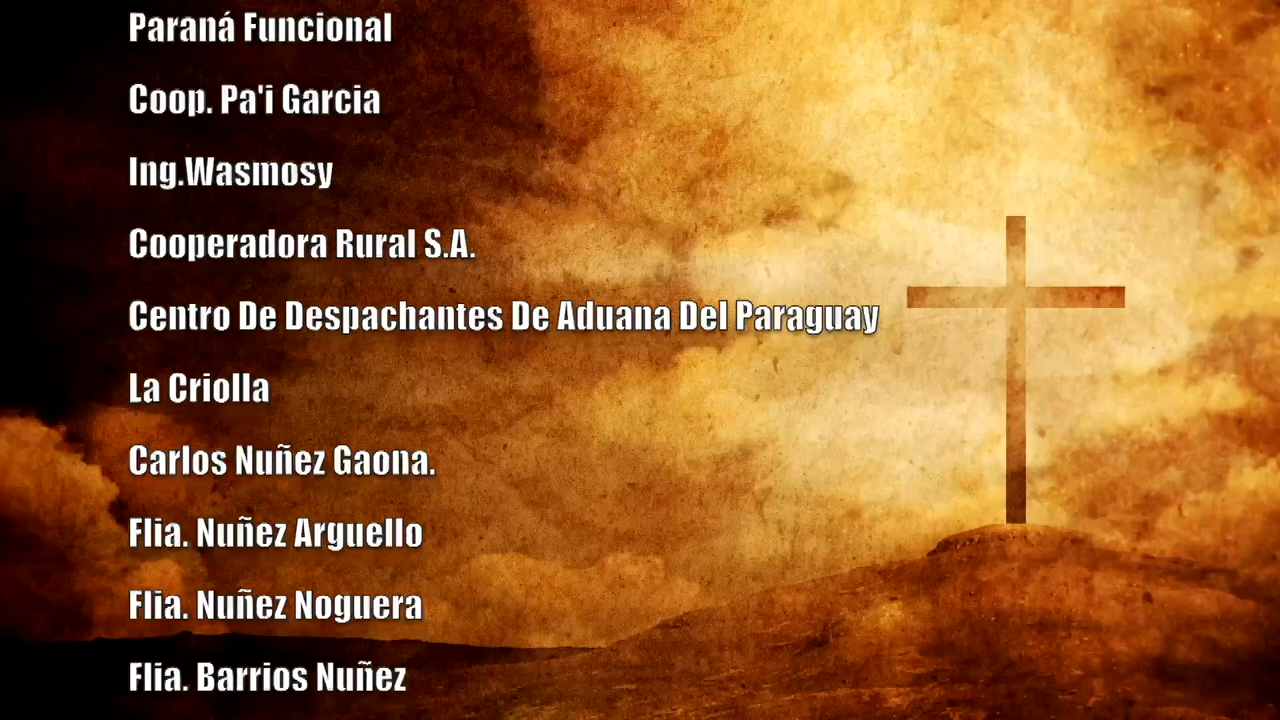 Paraná Funcional
Coop. Pa'i Garcia
Ing.Wasmosy
Cooperadora Rural S.A.
Centro De Despachantes De Aduana Del Paraguay
La Criolla
Carlos Nuñez Gaona.
Flia. Nuñez Arguello
Flia. Nuñez Noguera
Flia. Barrios Nuñez